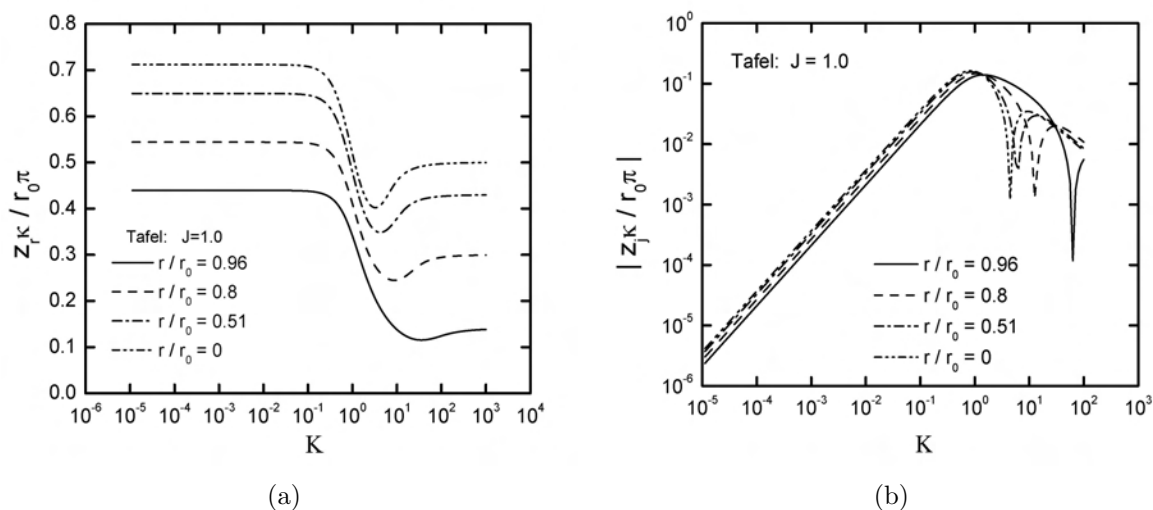 0.8
0.7
0.6
0.5
0.4
0.3
0.2
0.1
0.0
z_r κ / r_0 π
Tafel: J=1.0
r / r_0 = 0.96
r / r_0 = 0.8
r / r_0 = 0.51
r / r_0 = 0
10^-6 10^-5 10^-4 10^-3 10^-2 10^-1 10^0 10^1 10^2 10^3 10^4
K
(a)
10^0
10^-1
10^-2
10^-3
10^-4
10^-5
10^-6
| z_j κ / r_0 π |
Tafel: J = 1.0
r / r_0 = 0.96
r / r_0 = 0.8
r / r_0 = 0.51
r / r_0 = 0
10^-5 10^-4 10^-3 10^-2 10^-1 10^0 10^1 10^2 10^3
K
(b)